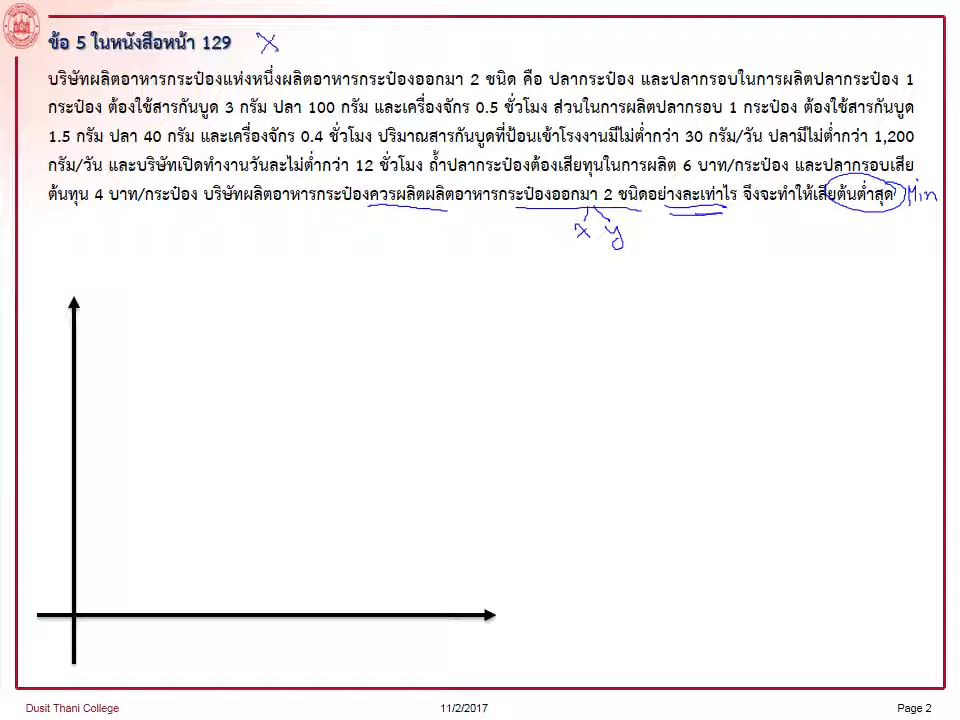 ข้อ 5 ในหนังสือหน้า 129 X
บริษัทผลิตอาหารกระป๋องแห่งหนึ่งผลิตอาหารกระป๋องออกมา 2 ชนิด คือ ปลากระป๋อง และปลากรอบในการผลิตปลากระป๋อง 1
กระป๋อง ต้องใช้สารกันบูด 3 กรัม ปลา 100 กรัม และเครื่องจักร 0.5 ชั่วโมง ส่วนในการผลิตปลากรอบ 1 กระป๋อง ต้องใช้สารกันบูด
1.5 กรัม ปลา 40 กรัม และเครื่องจักร 0.4 ชั่วโมง ปริมาณสารกันบูดที่ป้อนเข้าโรงงานมีไม่ต่ำกว่า 30 กรัม/วัน ปลามีไม่ต่ำกว่า 1,200
กรัม/วัน และบริษัทเปิดทำงานวันละไม่ต่ำกว่า 12 ชั่วโมง ถ้าปลากระป๋องต้องเสียทุนในการผลิต 6 บาท/กระป๋อง และปลากรอบเสีย
ต้นทุน 4 บาท/กระป๋อง บริษัทผลิตอาหารกระป๋องควรผลิตผลิตอาหารกระป๋องออกมา 2 ชนิดอย่างละเท่าไร จึงจะทำให้เสียต้นต่ำสุด Min
x y
Dusit Thani College 11/2/2017 Page 2